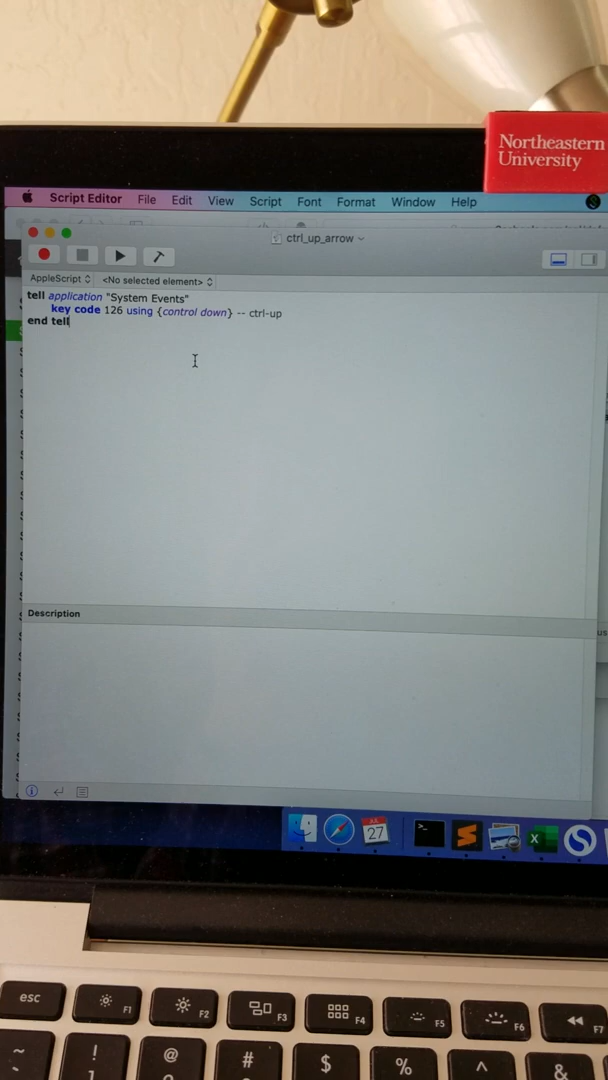 Northeastern
University
Script Editor File Edit View Script Font Format Window Help
ctrl_up_arrow
AppleScript <No selected element>
tell application "System Events"
key code 126 using {control down} -- ctrl-up
end tell
Description
JUL
27
esc F1 F2 F3 F4 F5 F6 F7
~ ! @ # $ % ^ &